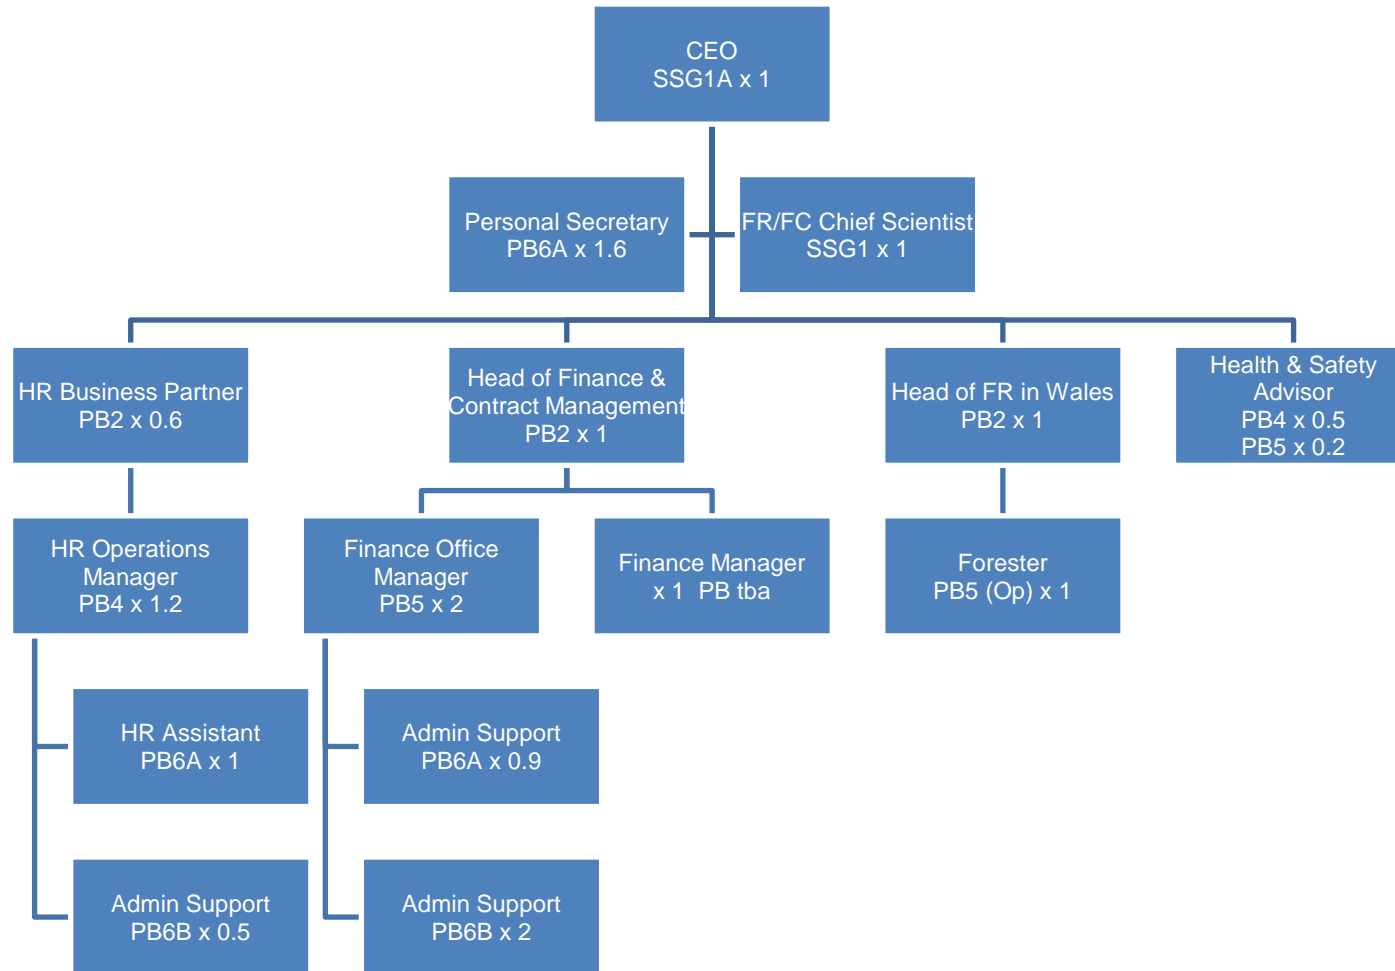 CEO
SSG1A x 1
Personal Secretary
PB6A x 1.6
FR/FC Chief Scientist
SSG1 x 1
HR Business Partner
PB2 x 0.6
Head of Finance &
Contract Management
PB2 x 1
Head of FR in Wales
PB2 x 1
Health & Safety
Advisor
PB4 x 0.5
PB5 x 0.2
HR Operations
Manager
PB4 x 1.2
Finance Office
Manager
PB5 x 2
Finance Manager
x 1 PB tba
Forester
PB5 (Op) x 1
HR Assistant
PB6A x 1
Admin Support
PB6A x 0.9
Admin Support
PB6B x 0.5
Admin Support
PB6B x 2